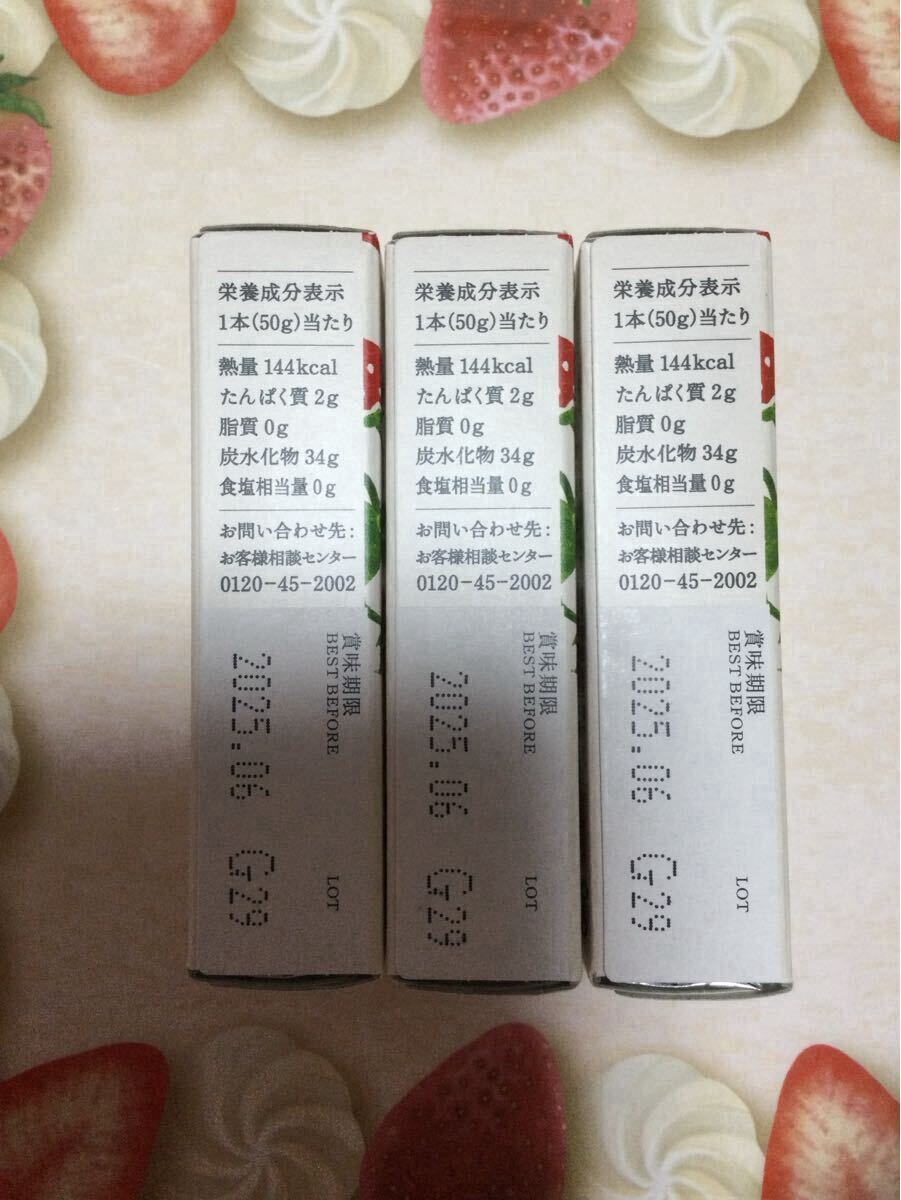 栄養成分表示
1本(50g)当たり
熱量 144kcal
たんぱく質 2g
脂質 0g
炭水化物 34g
食塩相当量 0g
お問い合わせ先:
お客様相談センター
0120-45-2002
賞味期限
BEST BEFORE
2025.06
LOT
G29
栄養成分表示
1本(50g)当たり
熱量 144kcal
たんぱく質 2g
脂質 0g
炭水化物 34g
食塩相当量 0g
お問い合わせ先:
お客様相談センター
0120-45-2002
賞味期限
BEST BEFORE
2025.06
LOT
G29
栄養成分表示
1本(50g)当たり
熱量 144kcal
たんぱく質 2g
脂質 0g
炭水化物 34g
食塩相当量 0g
お問い合わせ先:
お客様相談センター
0120-45-2002
賞味期限
BEST BEFORE
2025.06
LOT
G29